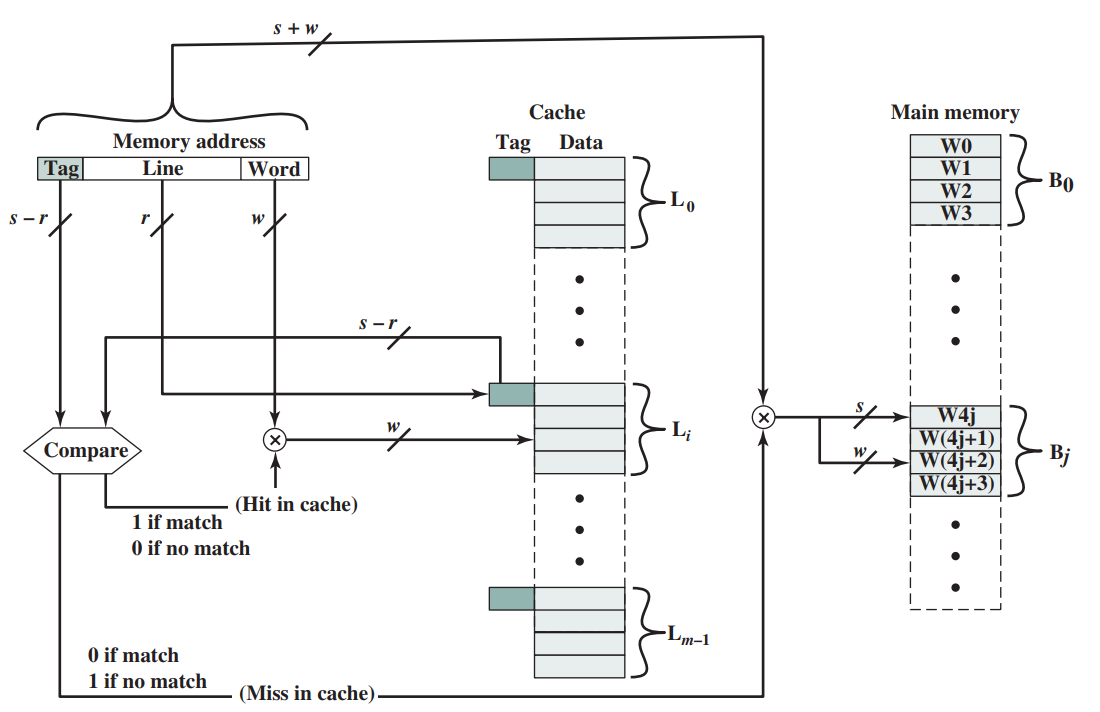 s + w
Cache
Main memory
Memory address
Tag Data
Tag Line Word
W0
W1
W2
W3
B0
L0
s – r
r
w
s – r
w
Compare
Li
s
w
W4j
W(4j+1)
W(4j+2)
W(4j+3)
Bj
(Hit in cache)
1 if match
0 if no match
Lm–1
0 if match
1 if no match
(Miss in cache)